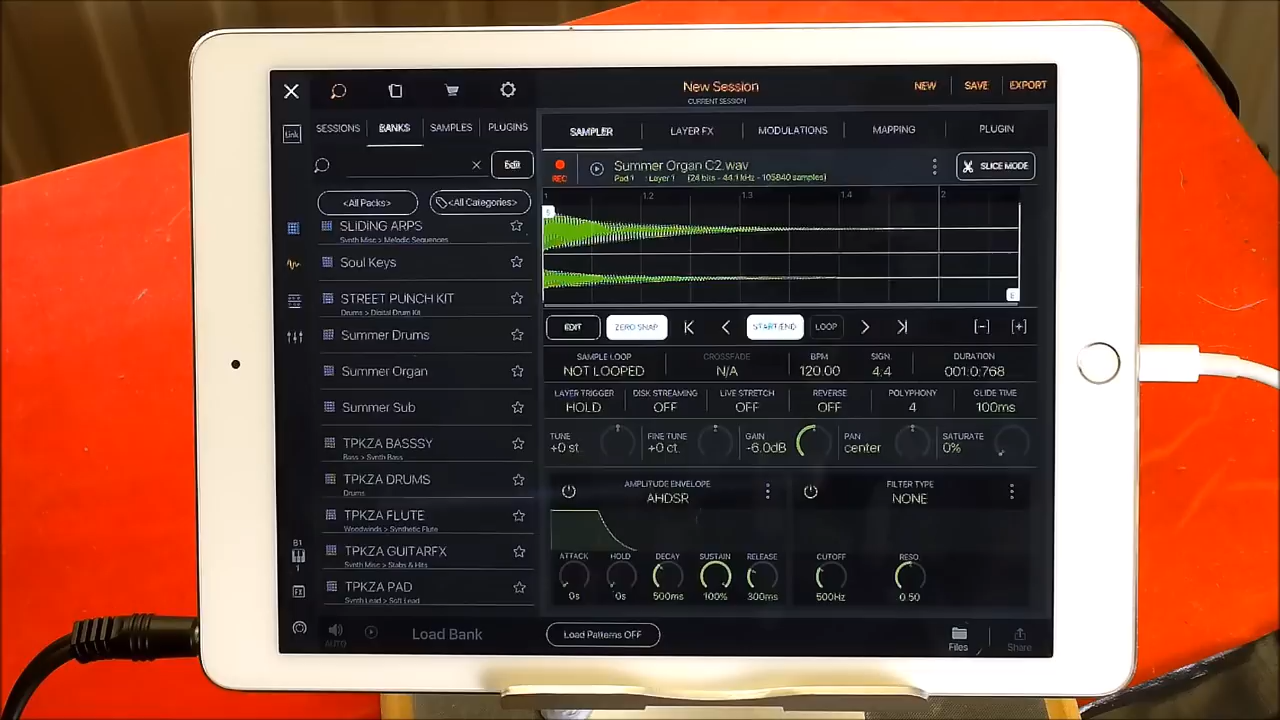 New Session
CURRENT SESSION
NEW
SAVE
EXPORT
Link
SESSIONS
BANKS
SAMPLES
PLUGINS
SAMPLER
LAYER FX
MODULATIONS
MAPPING
PLUGIN
Edit
REC
Summer Organ C2.wav
Pad 1 Layer 1 (24 bits - 44.1 kHz - 105840 samples)
SLICE MODE
<All Packs>
<All Categories>
1
1.2
1.3
1.4
2
S
E
SLIDING ARPS
Synth Misc > Melodic Sequences
Soul Keys
STREET PUNCH KIT
Drums > Digital Drum Kit
Summer Drums
Summer Organ
Summer Sub
TPKZA BASSSY
Bass > Synth Bass
TPKZA DRUMS
Drums
TPKZA FLUTE
Woodwinds > Synthetic Flute
TPKZA GUITARFX
Synth Misc > Stabs & Hits
TPKZA PAD
Synth Lead > Soft Lead
EDIT
ZERO SNAP
START/END
LOOP
[-]
[+]
SAMPLE LOOP
NOT LOOPED
CROSSFADE
N/A
BPM
120.00
SIGN.
4:4
DURATION
001:0:768
LAYER TRIGGER
HOLD
DISK STREAMING
OFF
LIVE STRETCH
OFF
REVERSE
OFF
POLYPHONY
4
GLIDE TIME
100ms
TUNE
+0 st.
FINE TUNE
+0 ct.
GAIN
-6.0dB
PAN
center
SATURATE
0%
AMPLITUDE ENVELOPE
AHDSR
FILTER TYPE
NONE
ATTACK
0s
HOLD
0s
DECAY
500ms
SUSTAIN
100%
RELEASE
300ms
CUTOFF
500Hz
RESO.
0.50
B1
1
FX
AUTO
Load Bank
Load Patterns OFF
Files
Share